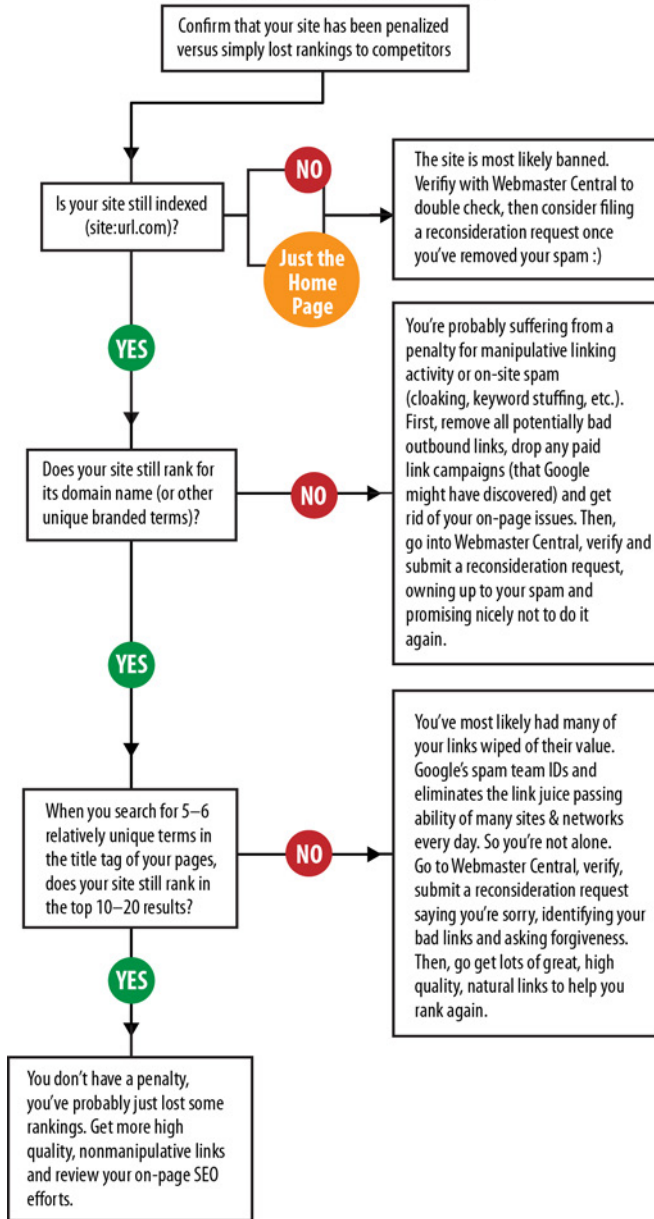 Confirm that your site has been penalized
versus simply lost rankings to competitors
Is your site still indexed
(site:url.com)?
NO
Just the
Home
Page
The site is most likely banned.
Verifiy with Webmaster Central to
double check, then consider filing
a reconsideration request once
you've removed your spam :)
YES
Does your site still rank for
its domain name (or other
unique branded terms)?
NO
You're probably suffering from a
penalty for manipulative linking
activity or on-site spam
(cloaking, keyword stuffing, etc.).
First, remove all potentially bad
outbound links, drop any paid
link campaigns (that Google
might have discovered) and get
rid of your on-page issues. Then,
go into Webmaster Central, verify and
submit a reconsideration request,
owning up to your spam and
promising nicely not to do it
again.
YES
When you search for 5–6
relatively unique terms in
the title tag of your pages,
does your site still rank in
the top 10–20 results?
NO
You've most likely had many of
your links wiped of their value.
Google's spam team IDs and
eliminates the link juice passing
ability of many sites & networks
every day. So you're not alone.
Go to Webmaster Central, verify,
submit a reconsideration request
saying you're sorry, identifying your
bad links and asking forgiveness.
Then, go get lots of great, high
quality, natural links to help you
rank again.
YES
You don't have a penalty,
you've probably just lost some
rankings. Get more high
quality, nonmanipulative links
and review your on-page SEO
efforts.